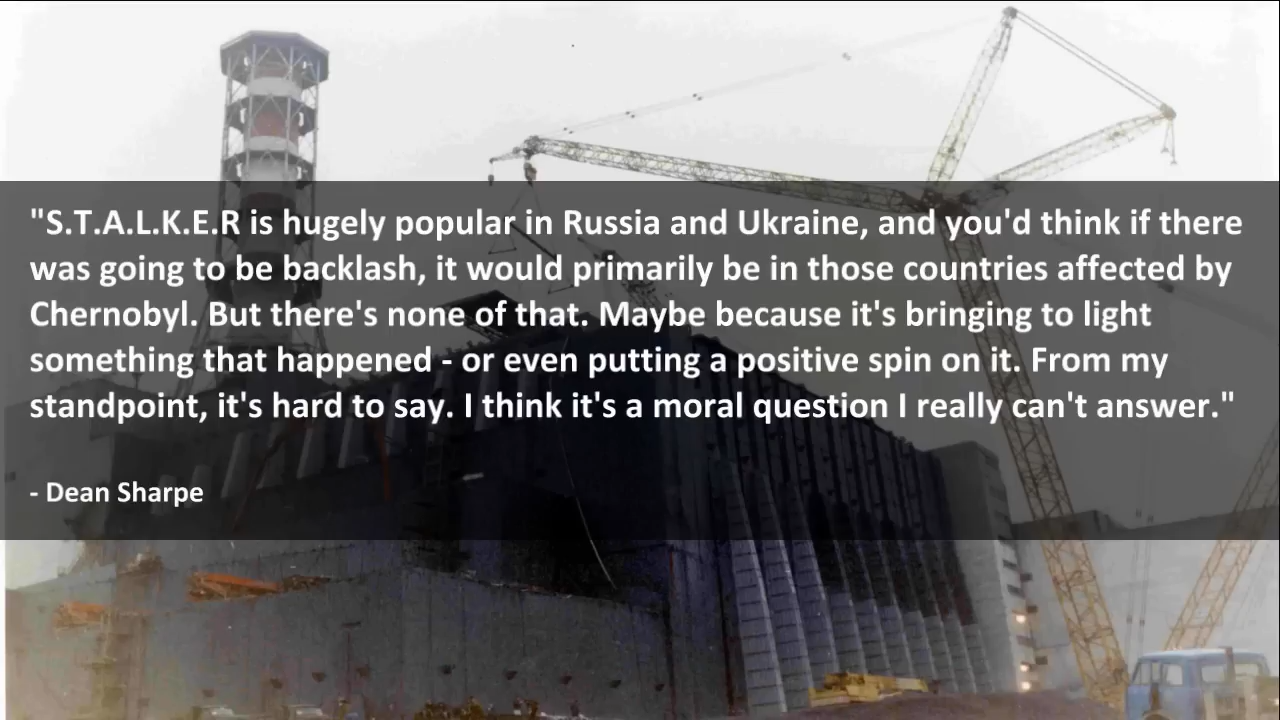 "S.T.A.L.K.E.R is hugely popular in Russia and Ukraine, and you'd think if there
was going to be backlash, it would primarily be in those countries affected by
Chernobyl. But there's none of that. Maybe because it's bringing to light
something that happened - or even putting a positive spin on it. From my
standpoint, it's hard to say. I think it's a moral question I really can't answer."
- Dean Sharpe